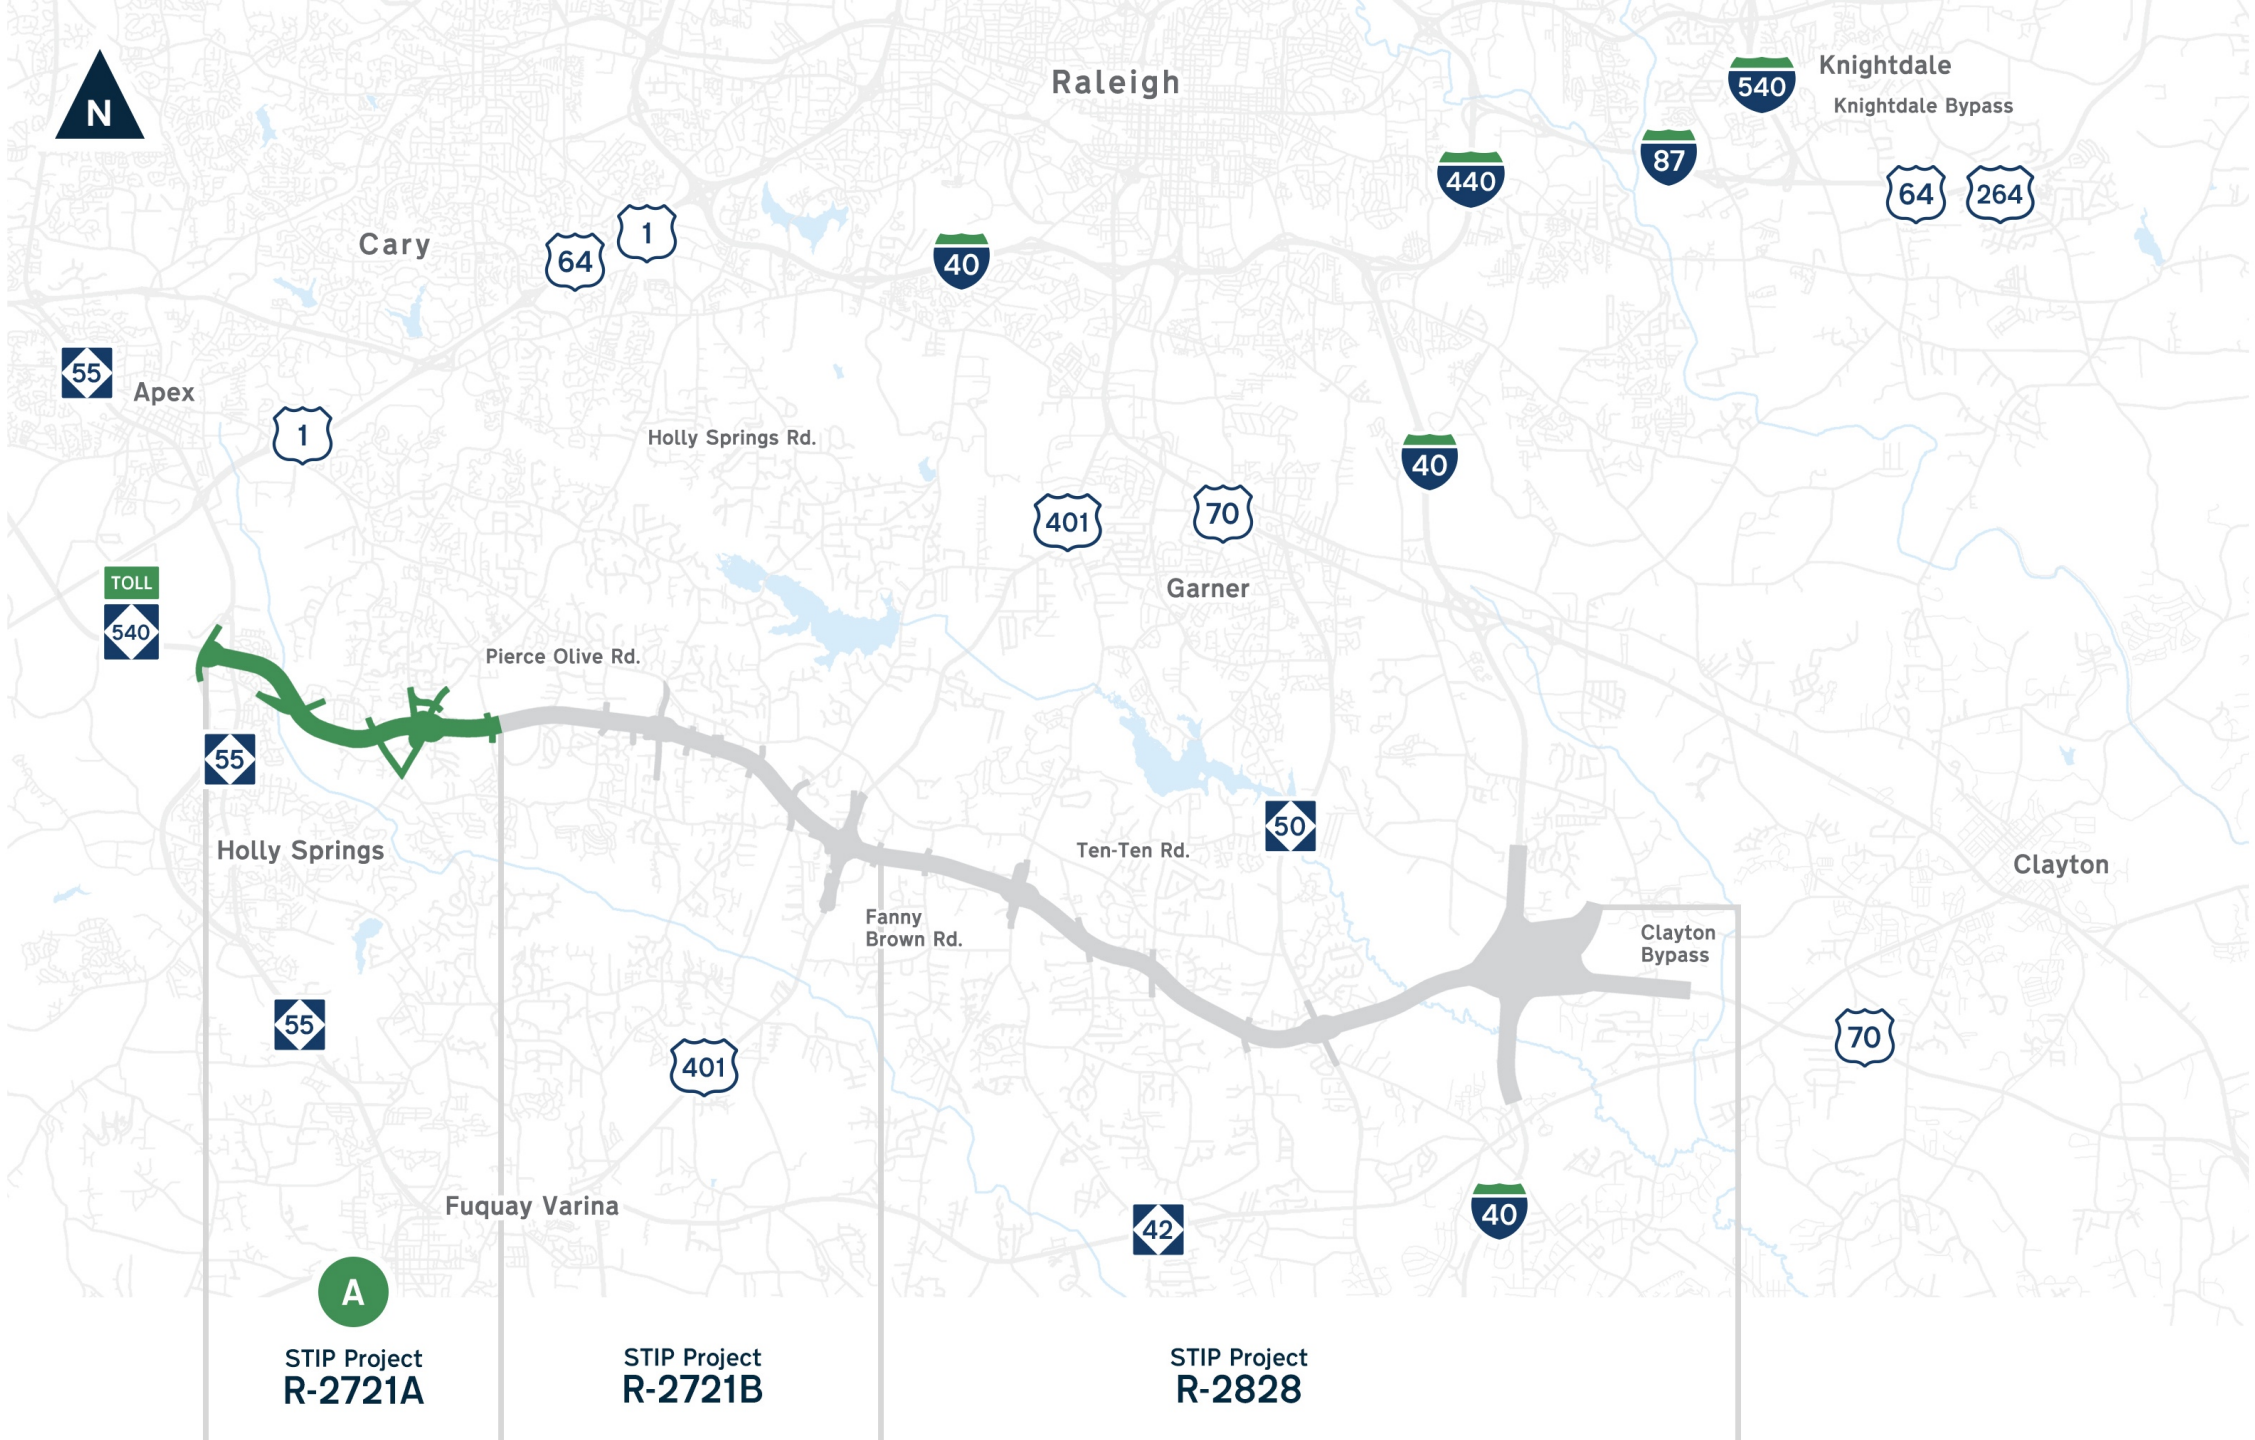 Knightdale
540
Raleigh
N
Knightdale Bypass
87
440
64
264
1
Cary
64
40
55
Apex
1
Holly Springs Rd.
40
401
70
TOLL
Garner
540
Pierce Olive Rd.
55
50
Holly Springs
Ten-Ten Rd.
Clayton
Fanny
Brown Rd.
Clayton
Bypass
55
70
401
Fuquay Varina
40
42
A
STIP Project
R-2721A
STIP Project
R-2721B
STIP Project
R-2828